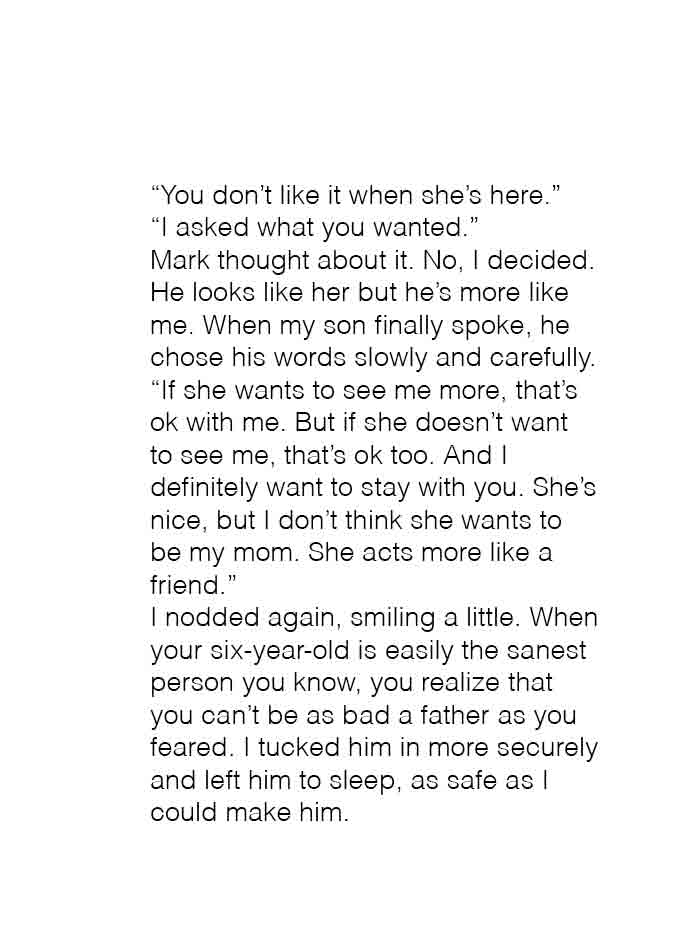 “You don’t like it when she’s here.”
“I asked what you wanted.”
Mark thought about it. No, I decided.
He looks like her but he’s more like
me. When my son finally spoke, he
chose his words slowly and carefully.
“If she wants to see me more, that’s
ok with me. But if she doesn’t want
to see me, that’s ok too. And I
definitely want to stay with you. She’s
nice, but I don’t think she wants to
be my mom. She acts more like a
friend.”
I nodded again, smiling a little. When
your six-year-old is easily the sanest
person you know, you realize that
you can’t be as bad a father as you
feared. I tucked him in more securely
and left him to sleep, as safe as I
could make him.